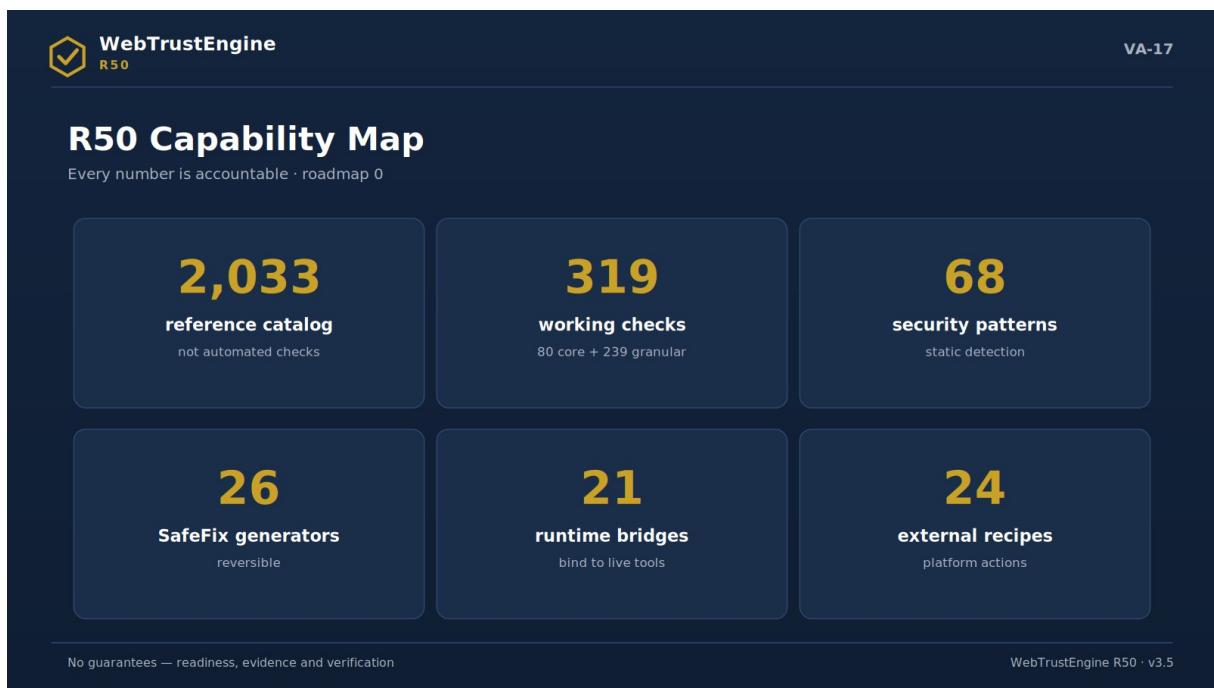 WebTrustEngine
R50
VA-17
R50 Capability Map
Every number is accountable · roadmap 0
2,033
reference catalog
not automated checks
319
working checks
80 core + 239 granular
68
security patterns
static detection
26
SafeFix generators
reversible
21
runtime bridges
bind to live tools
24
external recipes
platform actions
No guarantees — readiness, evidence and verification
WebTrustEngine R50 · v3.5